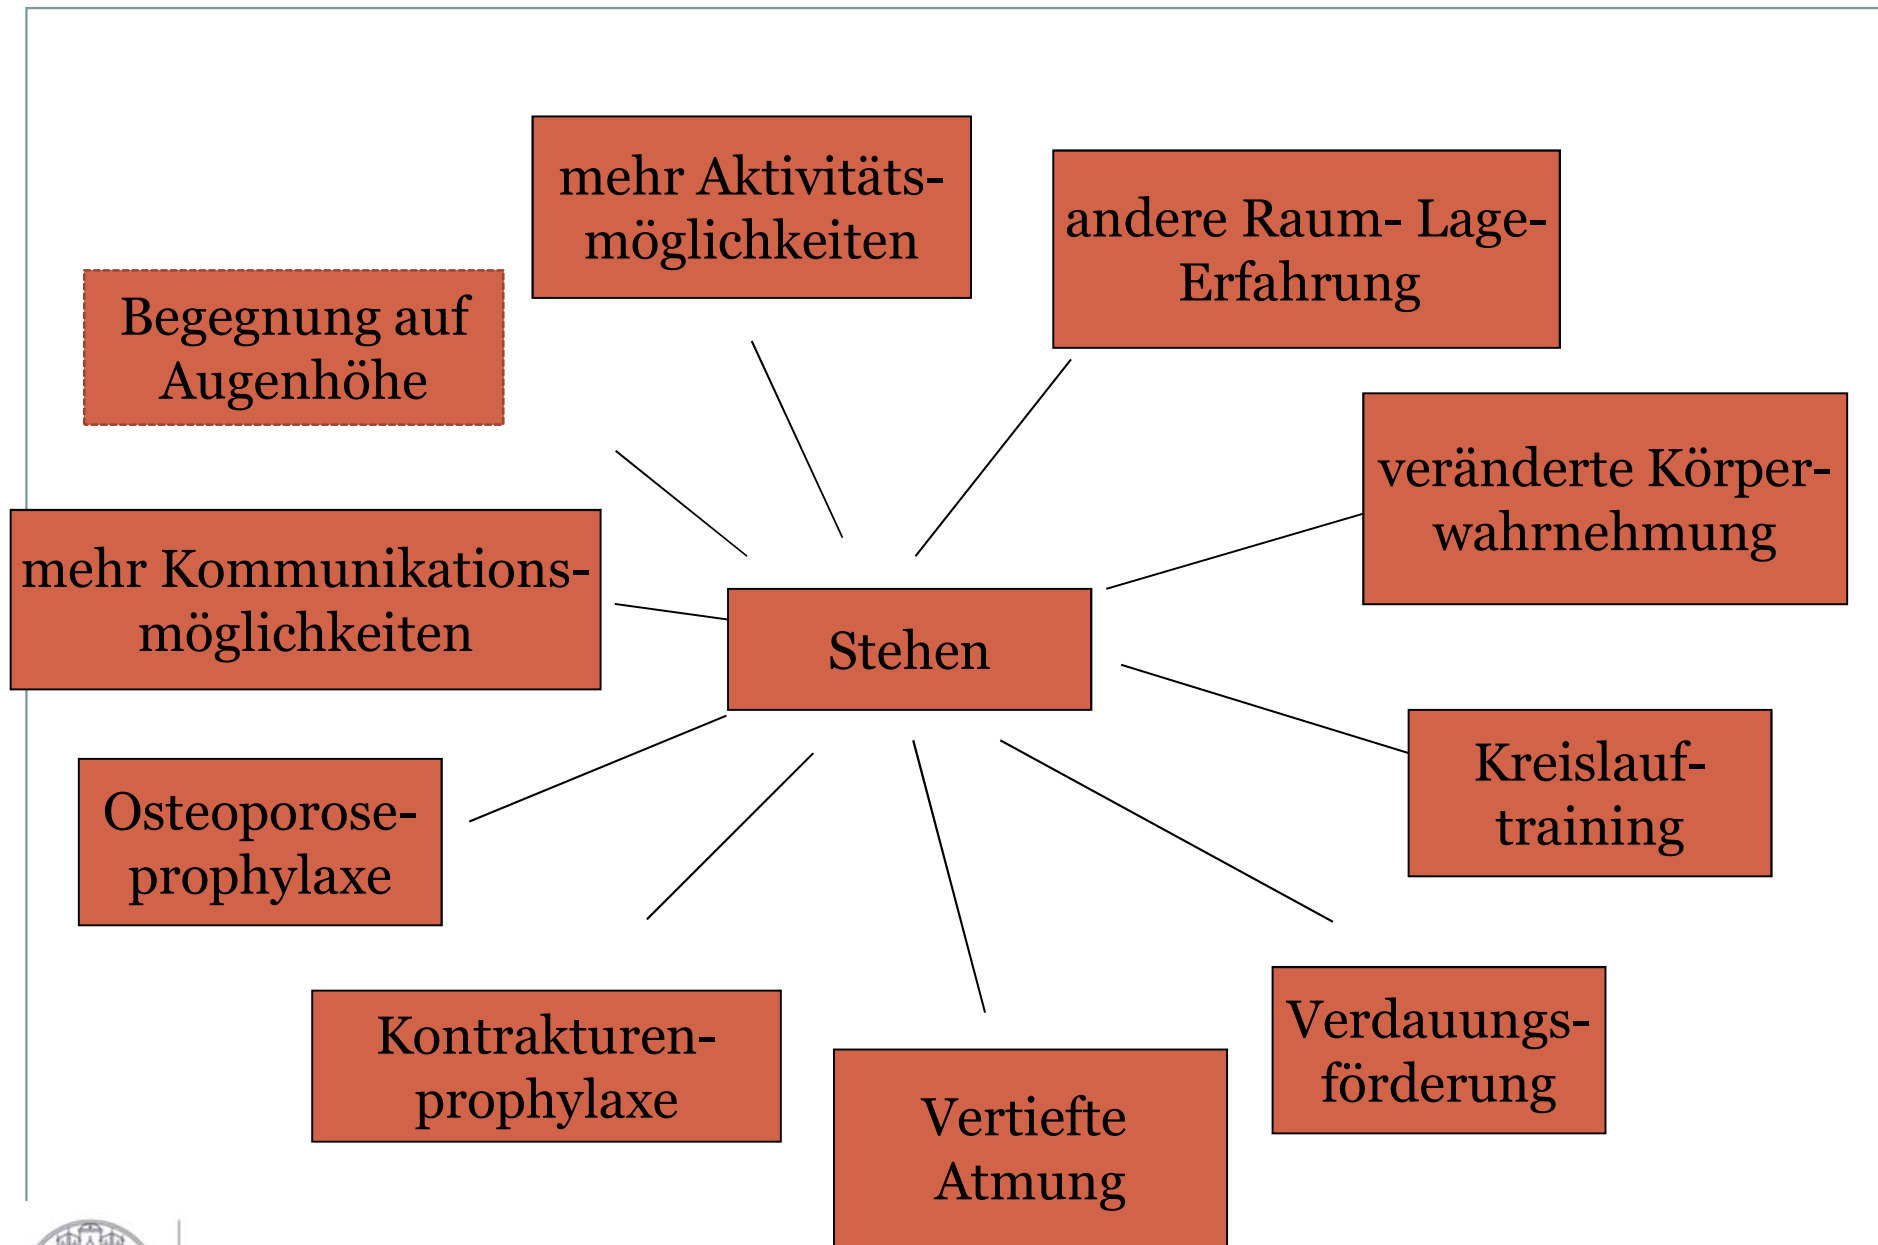 mehr Aktivitäts-
möglichkeiten
andere Raum- Lage-
Erfahrung
Begegnung auf
Augenhöhe
veränderte Körper-
wahrnehmung
mehr Kommunikations-
möglichkeiten
Stehen
Kreislauf-
training
Osteoporose-
prophylaxe
Kontrakturen-
prophylaxe
Vertiefte
Atmung
Verdauungs-
förderung